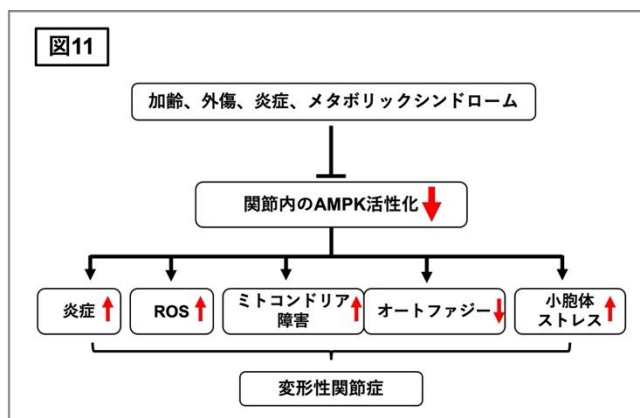 図11
加齢、外傷、炎症、メタボリックシンドローム
関節内のAMPK活性化
炎症
ROS
ミトコンドリア
障害
オートファジー
小胞体
ストレス
変形性関節症